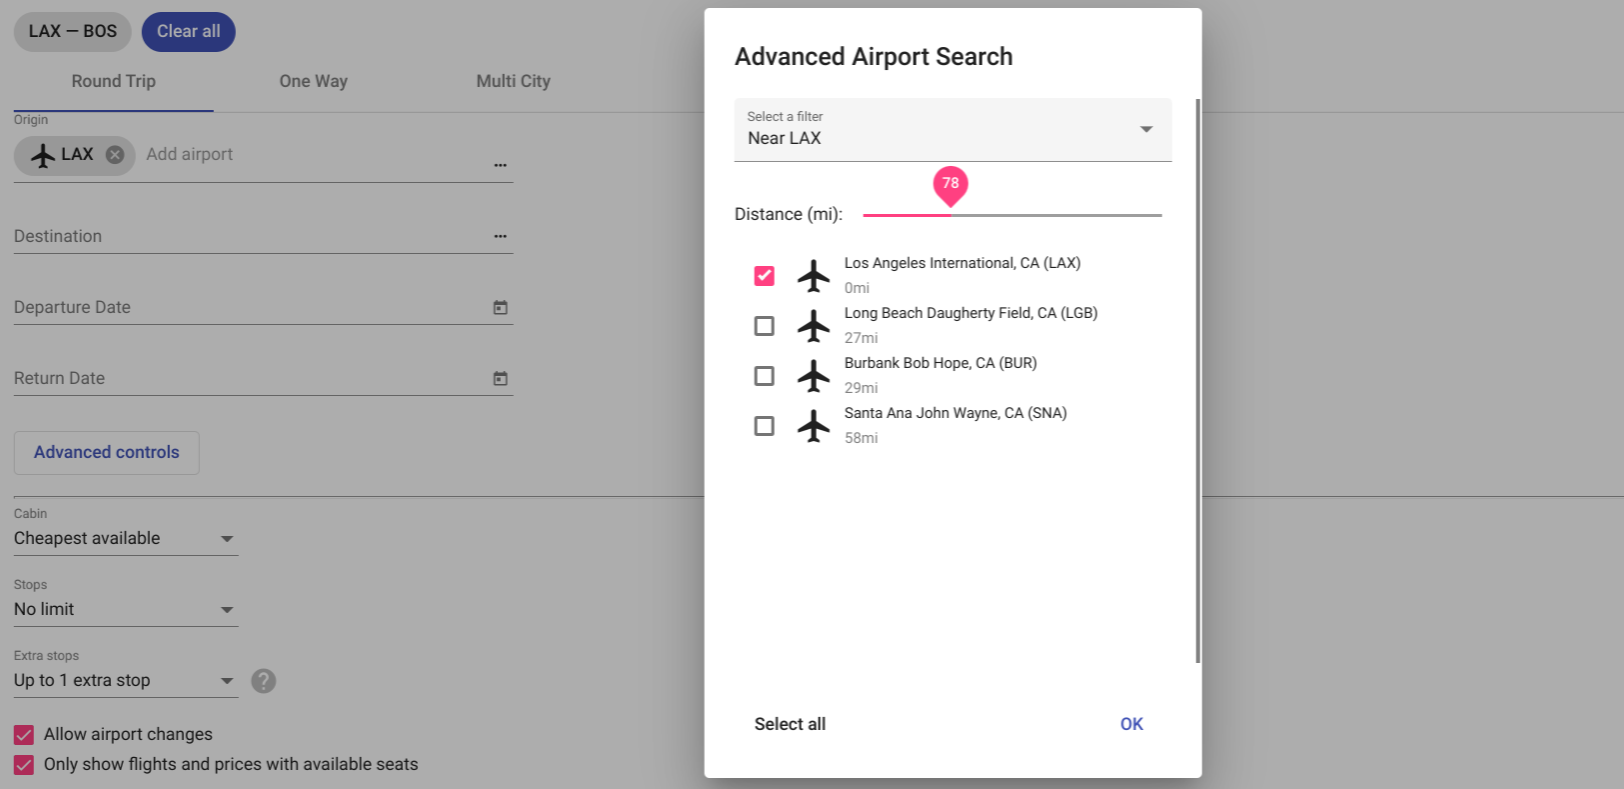 LAX — BOS
Clear all
Round Trip
One Way
Multi City
Origin
LAX
Add airport
...
Destination
...
Departure Date
Return Date
Advanced controls
Cabin
Cheapest available
Stops
No limit
Extra stops
Up to 1 extra stop
?
Allow airport changes
Only show flights and prices with available seats
Advanced Airport Search
Select a filter
Near LAX
78
Distance (mi):
Los Angeles International, CA (LAX)
0mi
Long Beach Daugherty Field, CA (LGB)
27mi
Burbank Bob Hope, CA (BUR)
29mi
Santa Ana John Wayne, CA (SNA)
58mi
Select all
OK